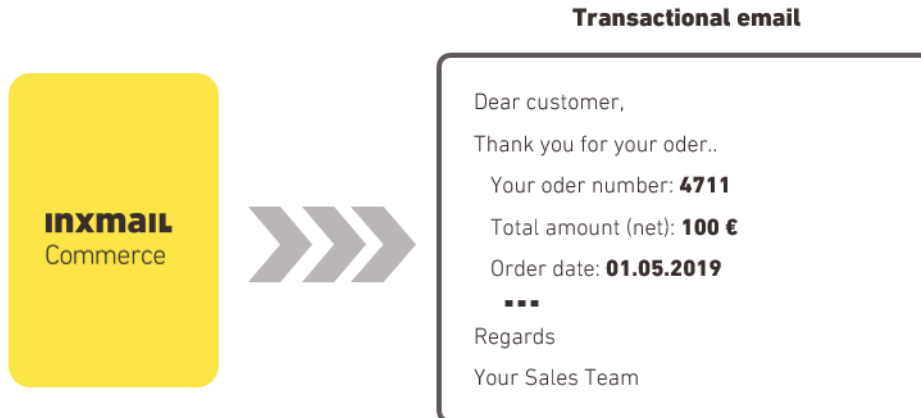 Transactional email
inxmail
Commerce
Dear customer,
Thank you for your oder..
Your oder number: 4711
Total amount (net): 100 €
Order date: 01.05.2019
...
Regards
Your Sales Team